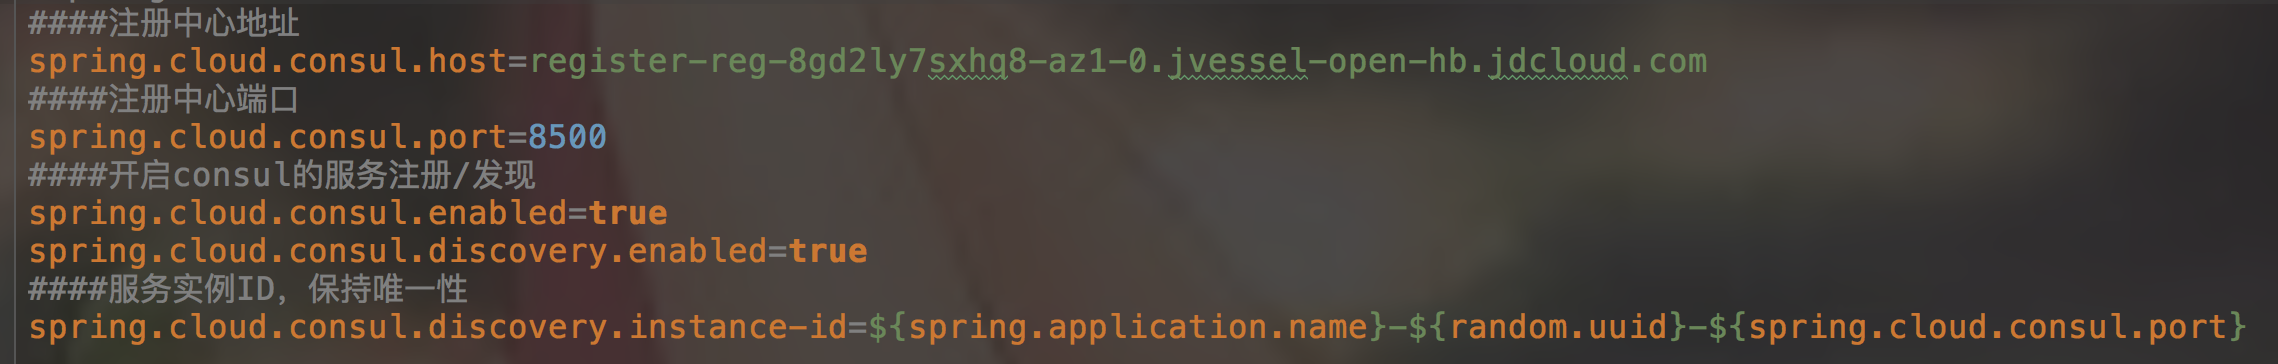 ####注册中心地址
spring.cloud.consul.host=register-reg-8gd2ly7sxhq8-az1-0.jvessel-open-hb.jdcloud.com
####注册中心端口
spring.cloud.consul.port=8500
####开启consul的服务注册/发现
spring.cloud.consul.enabled=true
spring.cloud.consul.discovery.enabled=true
####服务实例ID，保持唯一性
spring.cloud.consul.discovery.instance-id=${spring.application.name}-${random.uuid}-${spring.cloud.consul.port}